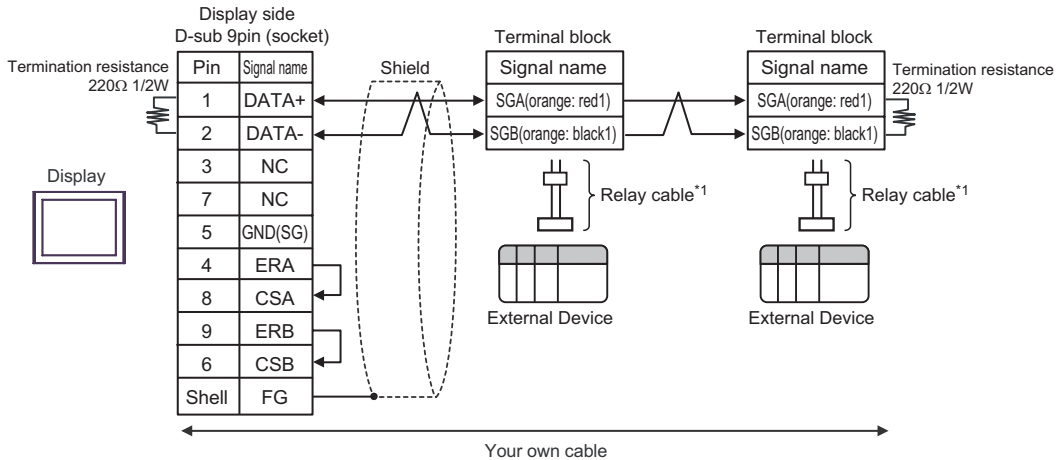 Display side
D-sub 9pin (socket)
Termination resistance
220Ω 1/2W
Pin Signal name
1 DATA+
2 DATA-
3 NC
7 NC
5 GND(SG)
4 ERA
8 CSA
9 ERB
6 CSB
Shell FG
Display
Shield
Terminal block
Signal name
SGA(orange: red1)
SGB(orange: black1)
Relay cable*1
External Device
Terminal block
Signal name
SGA(orange: red1)
SGB(orange: black1)
Termination resistance
220Ω 1/2W
Relay cable*1
External Device
Your own cable